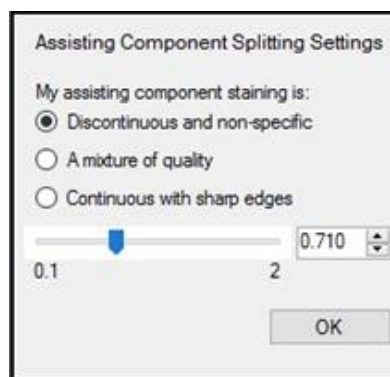 Assisting Component Splitting Settings
My assisting component staining is:
Discontinuous and non-specific
A mixture of quality
Continuous with sharp edges
0.710
0.1 2
OK